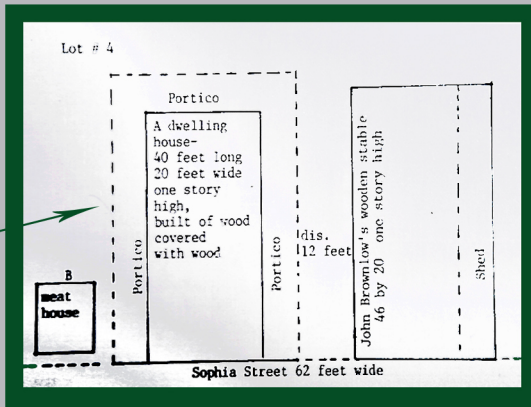 Lot # 4
Portico
A dwelling
house-
40 feet long
20 feet wide
one story
high,
built of wood
covered
with wood
Portico
Portico
dis.
12 feet
John Brownlow's wooden stable
46 by 20 one story high
Shed
B
meat
house
Sophia Street 62 feet wide